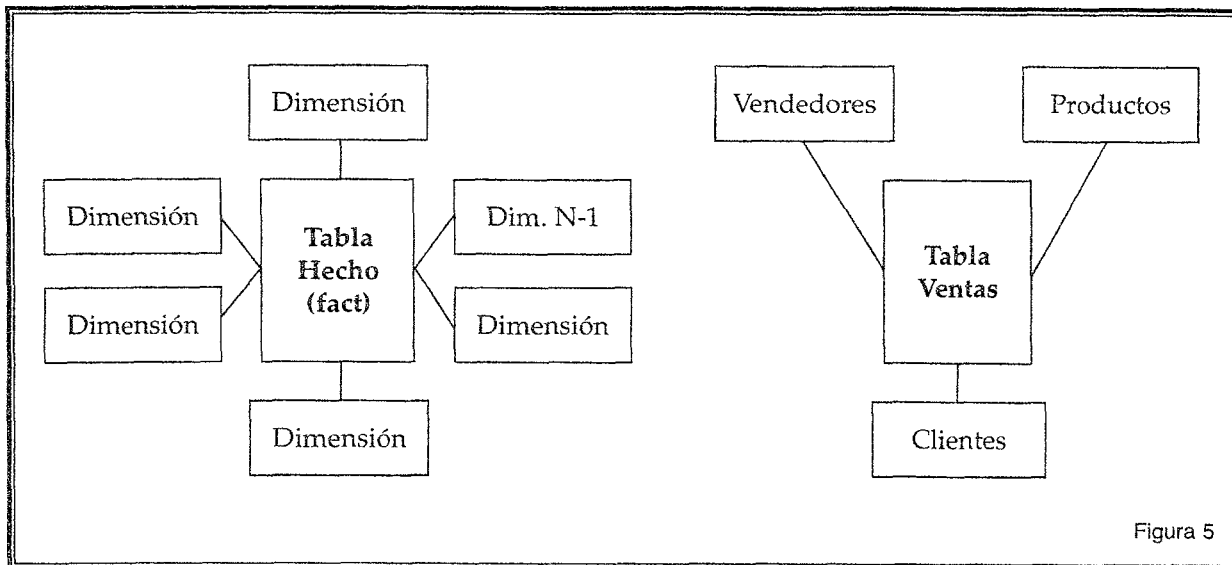 Dimensión
Dimensión
Dimensión
Tabla
Hecho
(fact)
Dim. N-1
Dimensión
Dimensión
Vendedores
Productos
Tabla
Ventas
Clientes
Figura 5